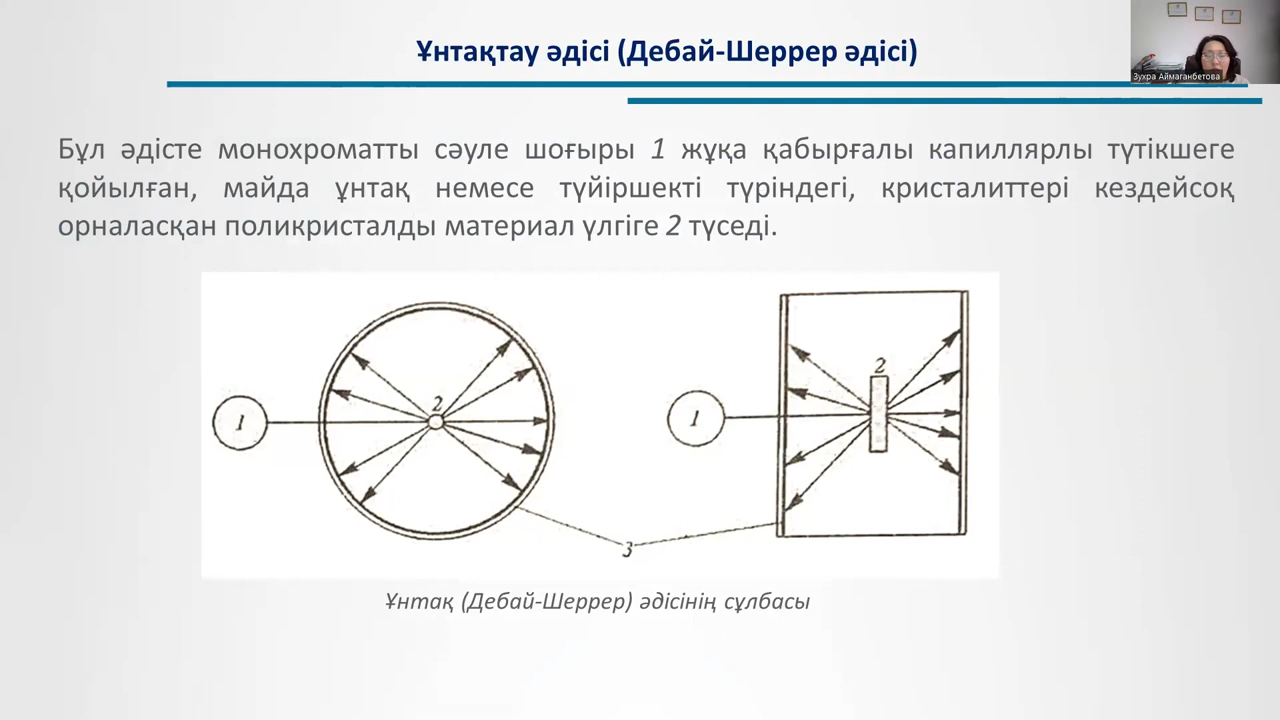 Ұнтақтау әдісі (Дебай-Шеррер әдісі)
Зухра Аймаганбетова
Бұл әдісте монохроматты сәуле шоғыры 1 жұқа қабырғалы капиллярлы түтікшеге
қойылған, майда ұнтақ немесе түйіршекті түріндегі, кристалиттері кездейсоқ
орналасқан поликристалды материал үлгіге 2 түседі.
1
2
1
2
3
Ұнтақ (Дебай-Шеррер) әдісінің сұлбасы